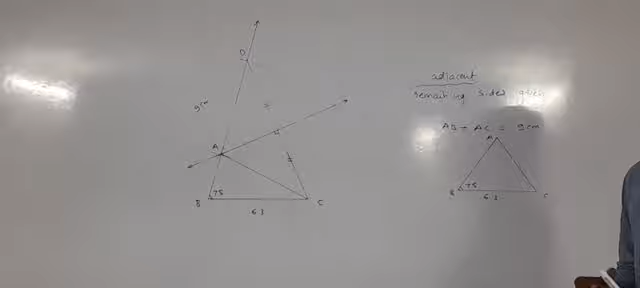 D
9cm
A
B
75
C
6.3
adjacent
remaining sides given
AB + AC = 9cm
A
B
75
C
6.3